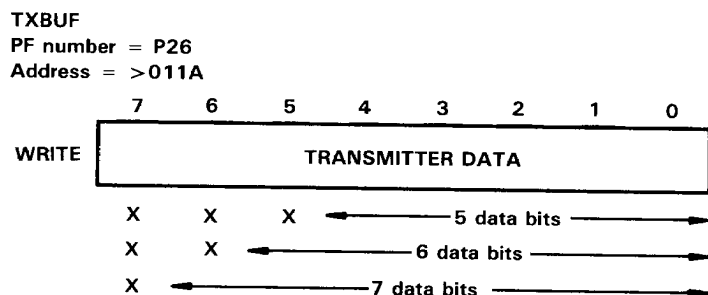 TXBUF
PF number = P26
Address = >011A
7 6 5 4 3 2 1 0
WRITE TRANSMITTER DATA
X X X 5 data bits
X X 6 data bits
X 7 data bits